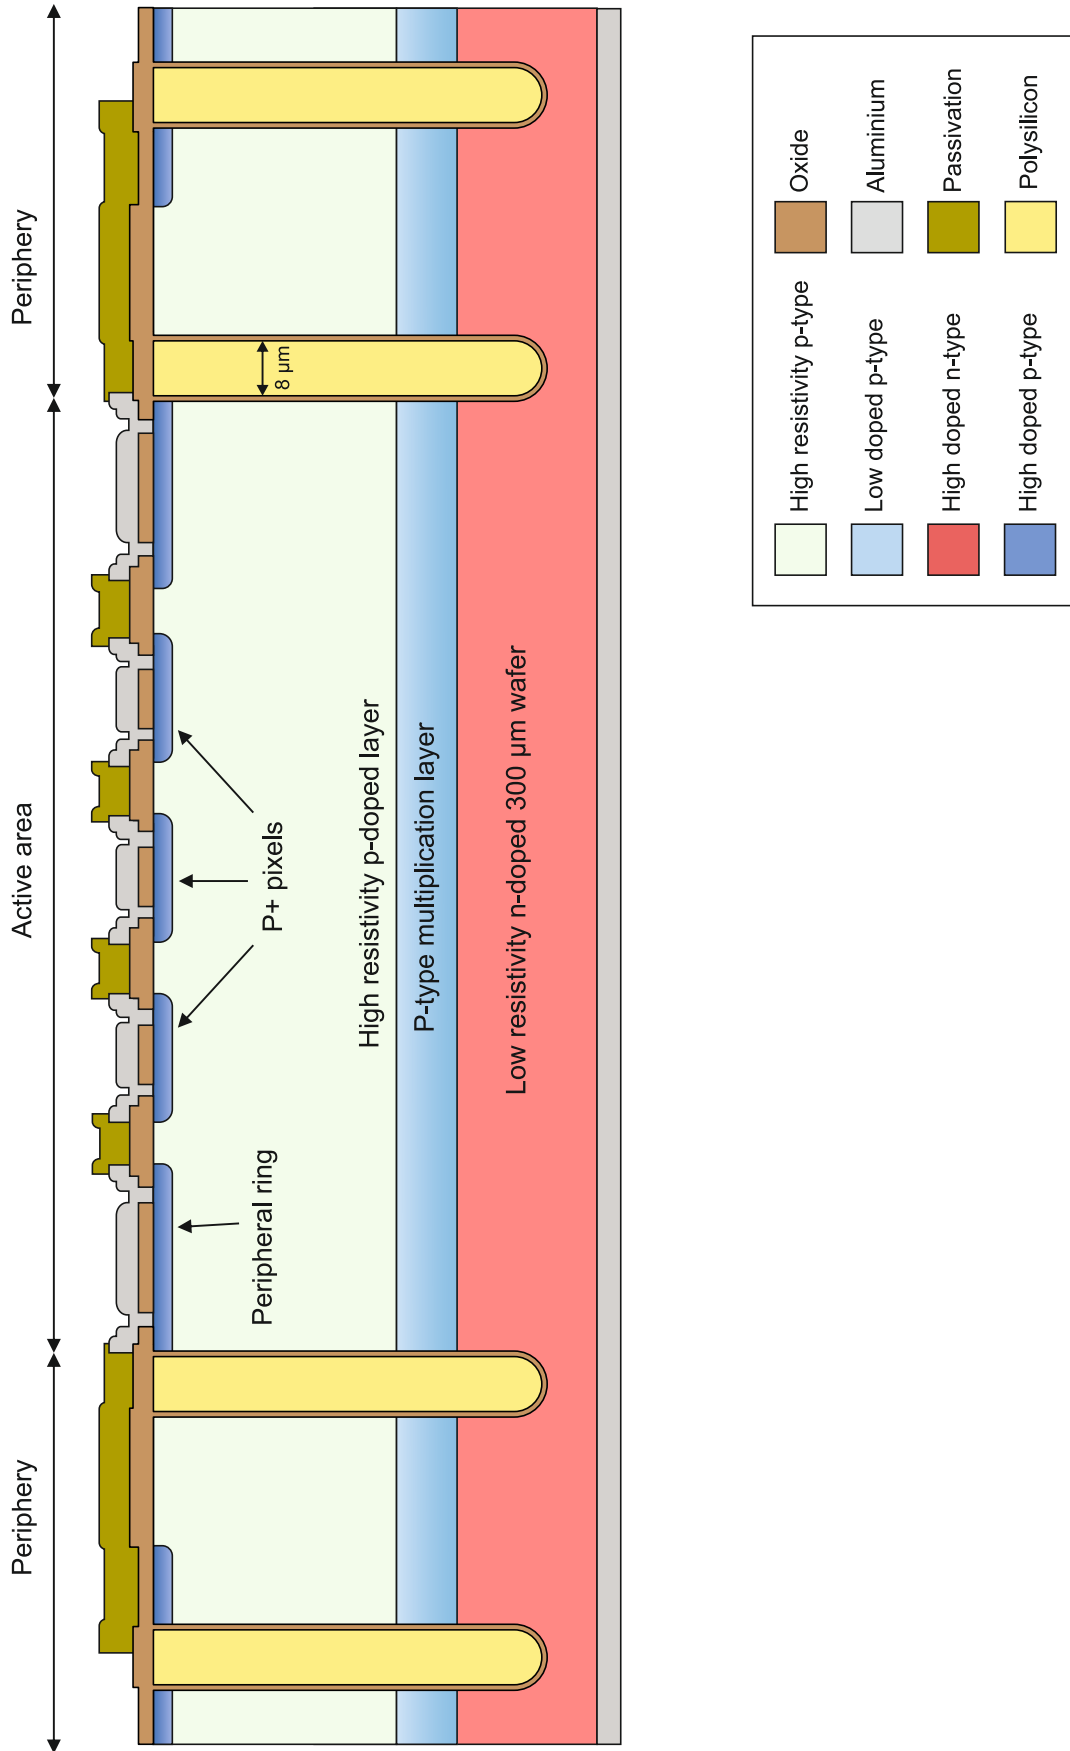 Periphery
Active area
Periphery
8 µm
P+ pixels
Peripheral ring
High resistivity p-doped layer
P-type multiplication layer
Low resistivity n-doped 300 µm wafer
High resistivity p-type
Oxide
Low doped p-type
Aluminium
High doped n-type
Passivation
High doped p-type
Polysilicon